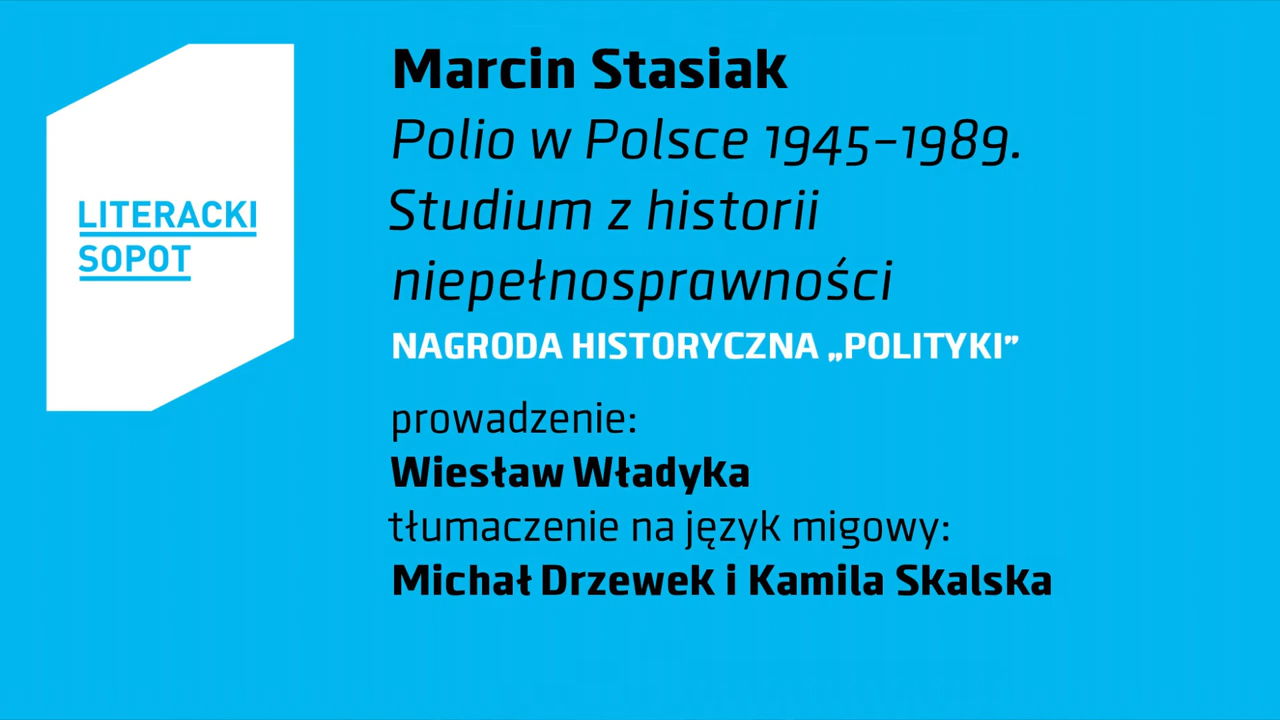 LITERACKI
SOPOT
Marcin Stasiak
Polio w Polsce 1945–1989.
Studium z historii
niepełnosprawności
NAGRODA HISTORYCZNA „POLITYKI”
prowadzenie:
Wiesław Władyka
tłumaczenie na język migowy:
Michał Drzewek i Kamila Skalska